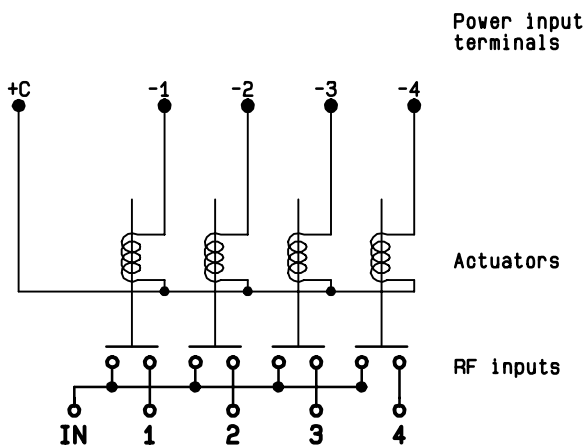 Power input
terminals
+C -1 -2 -3 -4
Actuators
RF inputs
IN 1 2 3 4